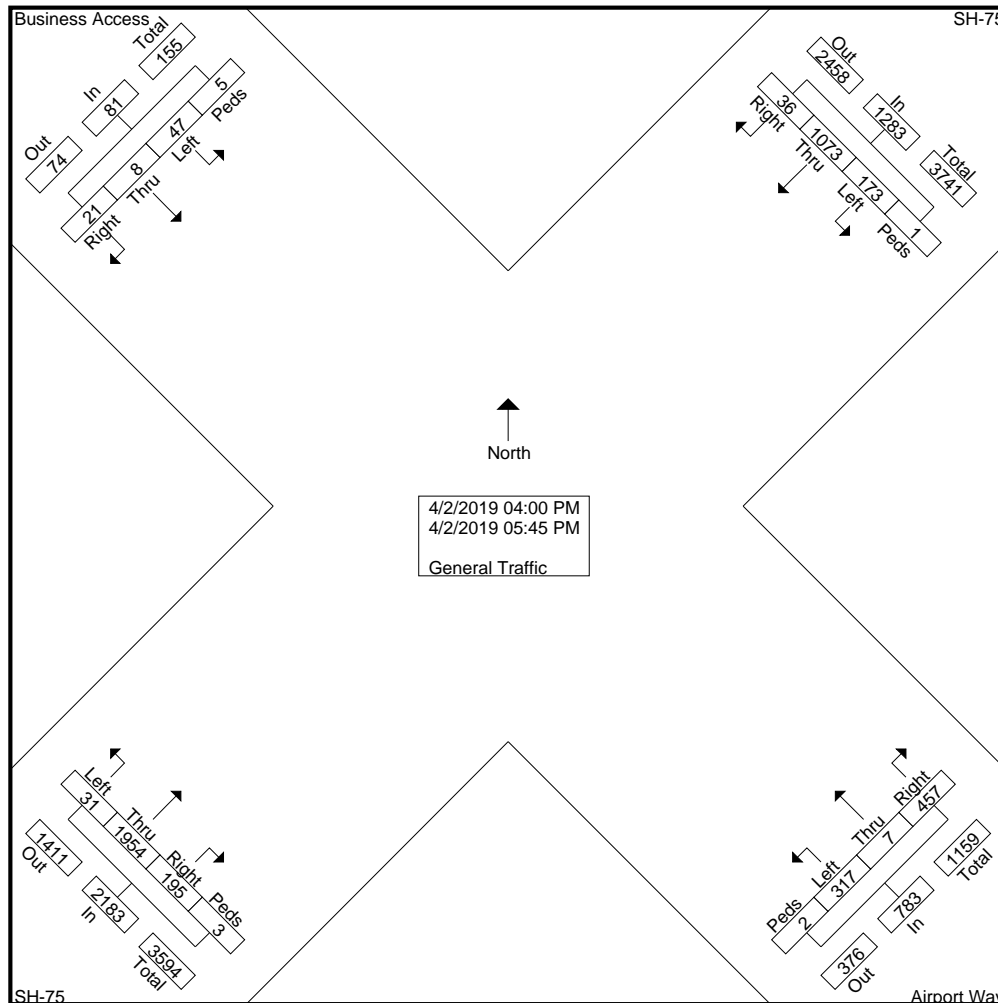 Business Access
Out
74
In
81
Total
155
21
Right
8
Thru
47
Left
5
Peds
SH-75
Out
2458
In
1283
Total
3741
36
Right
1073
Thru
173
Left
1
Peds
North
4/2/2019 04:00 PM
4/2/2019 05:45 PM
General Traffic
Left
31
Thru
1954
Right
195
Peds
3
1411
Out
2183
In
3594
Total
SH-75
Peds
2
Left
317
Thru
7
Right
457
376
Out
783
In
1159
Total
Airport Way